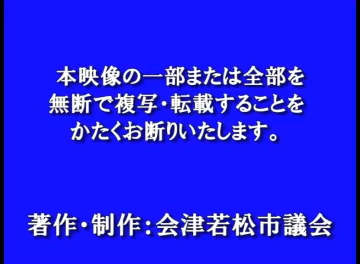 本映像の一部または全部を
無断で複写・転載することを
かたくお断りいたします。
著作・制作：会津若松市議会